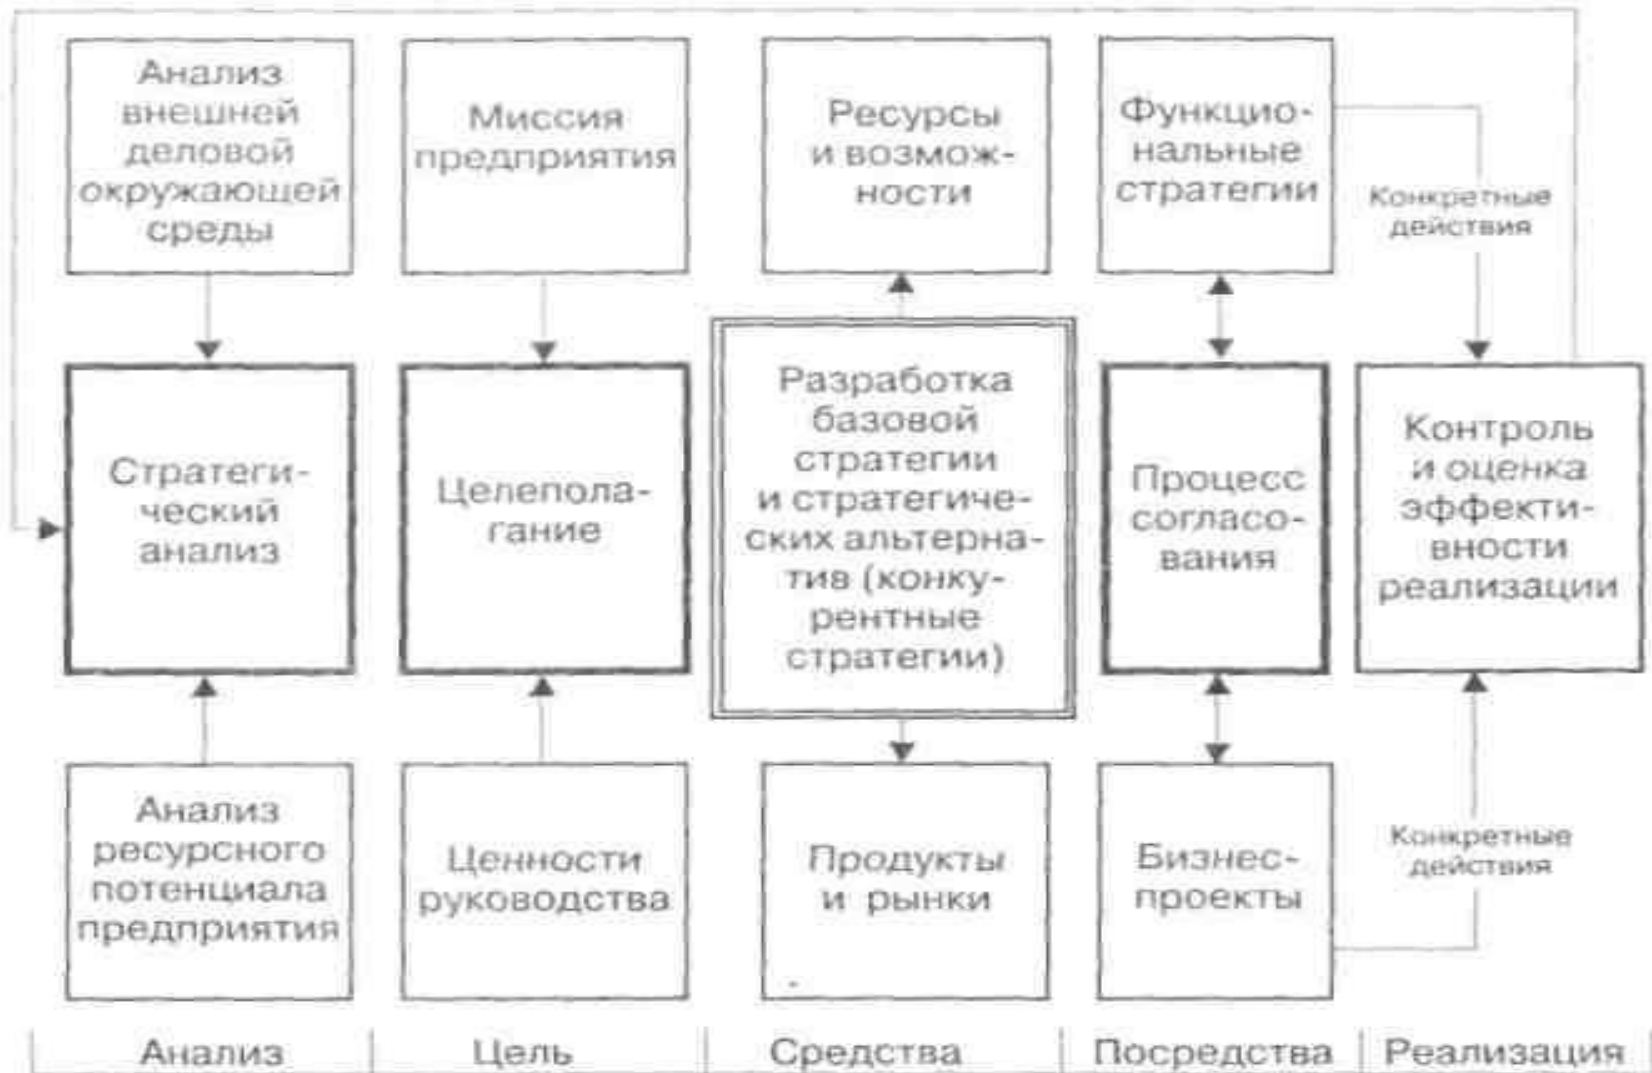 Анализ
внешней
деловой
окружающей
среды
Миссия
предприятия
Ресурсы
и возмож-
ности
Функцио-
нальные
стратегии
Конкретные
действия
Стратеги-
ческий
анализ
Целепола-
гание
Разработка
базовой
стратегии
и стратегиче-
ских альтерна-
тив (конку-
рентные
стратегии)
Процесс
согласо-
вания
Контроль
и оценка
эффекти-
вности
реализации
Анализ
ресурсного
потенциала
предприятия
Ценности
руководства
Продукты
и рынки
Бизнес-
проекты
Конкретные
действия
Анализ
Цель
Средства
Посредства
Реализация